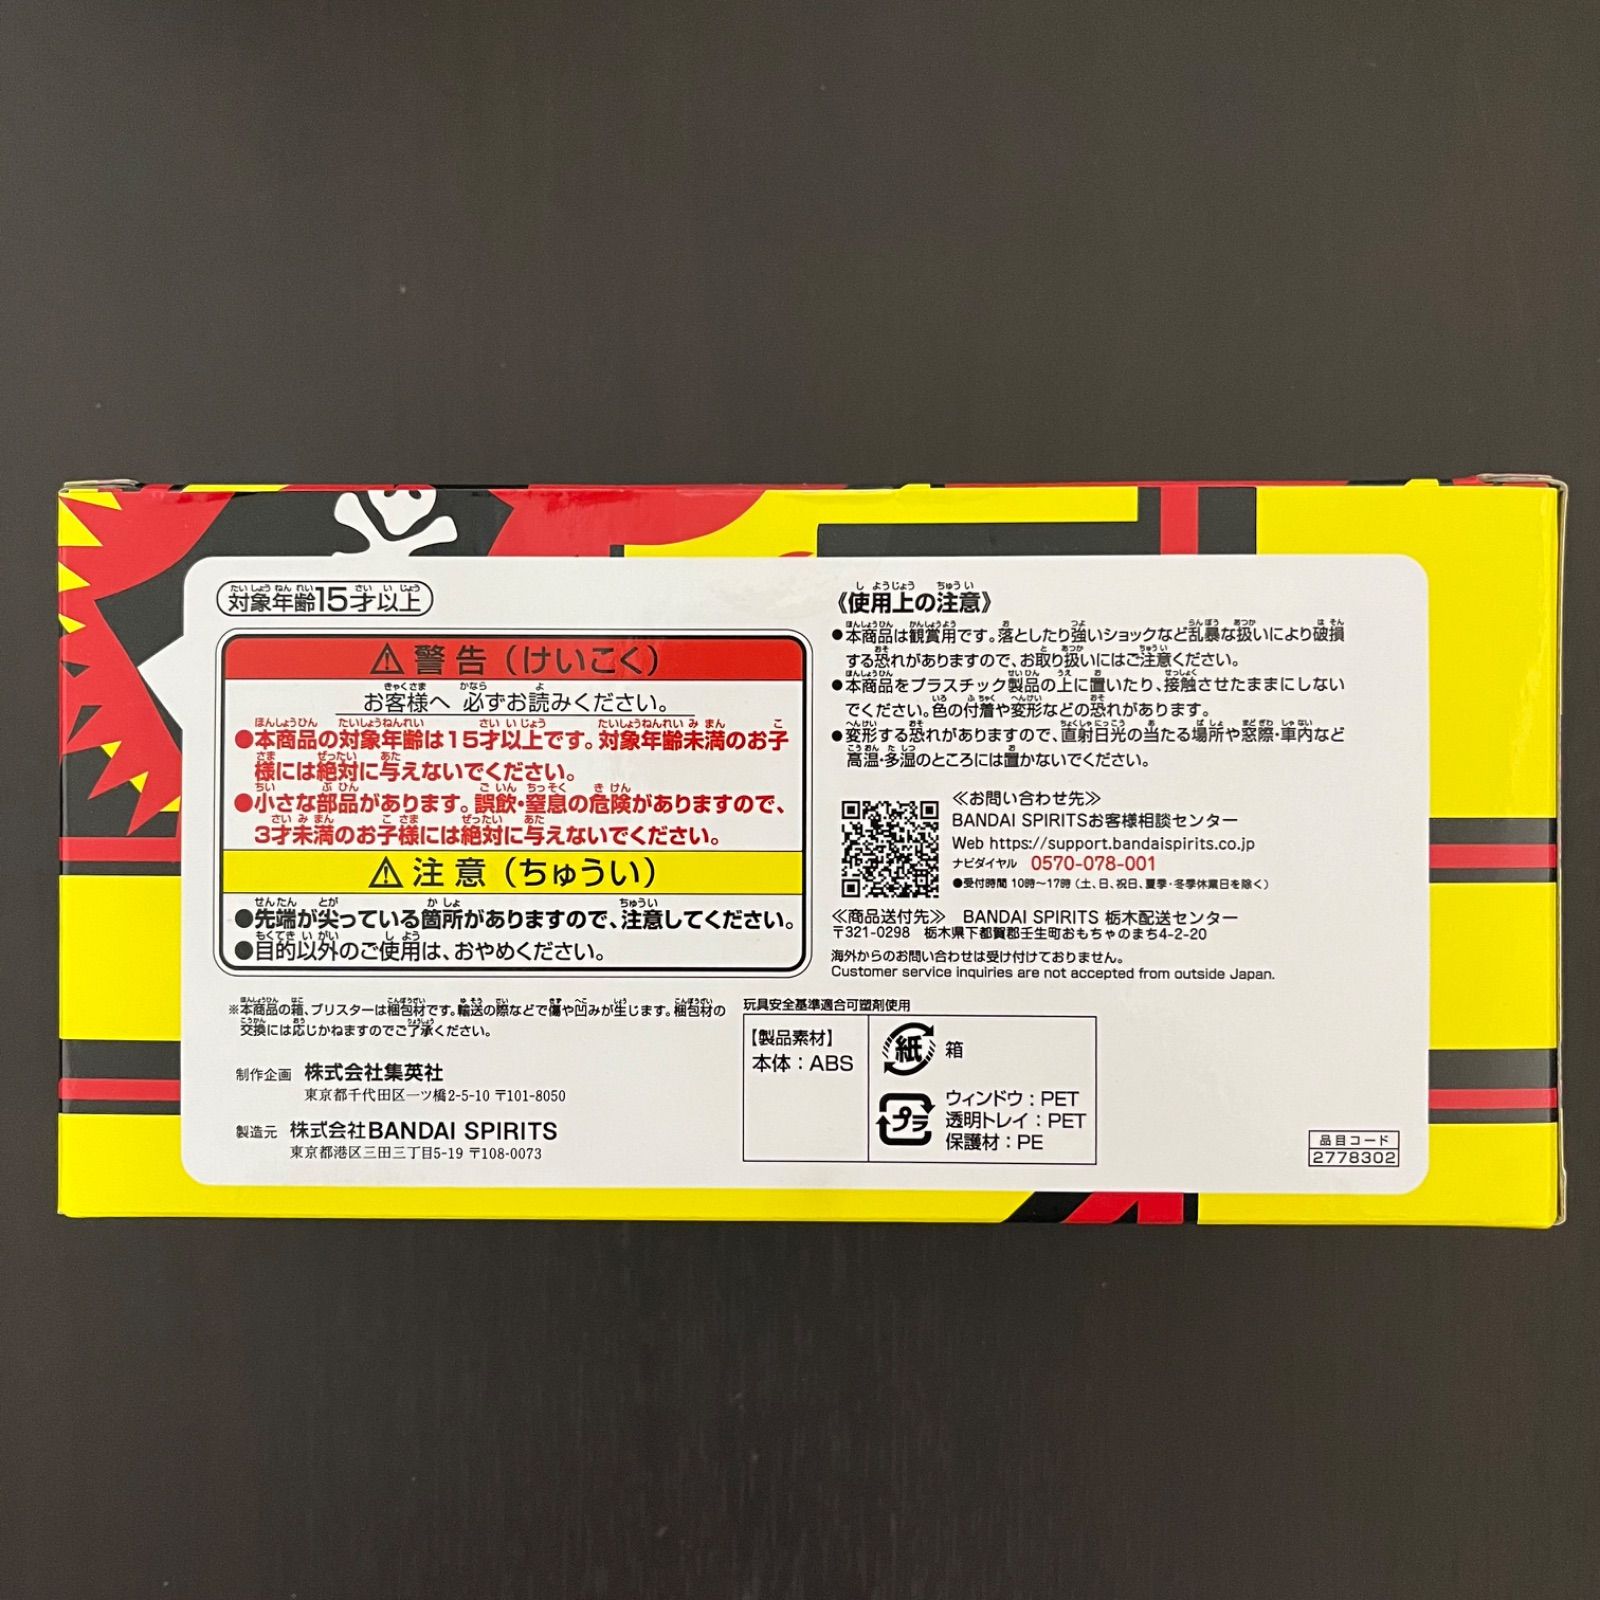 対象年齢15才以上
⚠警告(けいこく)
お客様へ 必ずお読みください。
●本商品の対象年齢は15才以上です。対象年齢未満のお子
様には絶対に与えないでください。
●小さな部品があります。誤飲・窒息の危険がありますので、
3才未満のお子様には絶対に与えないでください。
⚠注意(ちゅうい)
●先端が尖っている箇所がありますので、注意してください。
●目的以外のご使用は、おやめください。
※本商品の箱、ブリスターは梱包材です。輸送の際などで傷や凹みが生じます。梱包材の
交換には応じかねますのでご了承ください。
制作企画 株式会社集英社
東京都千代田区一ツ橋2-5-10 〒101-8050
製造元 株式会社BANDAI SPIRITS
東京都港区三田三丁目5-19 〒108-0073
《使用上の注意》
●本商品は観賞用です。落としたり強いショックなど乱暴な扱いにより破損
する恐れがありますので、お取り扱いにはご注意ください。
●本商品をプラスチック製品の上に置いたり、接触させたままにしない
でください。色の付着や変形などの恐れがあります。
●変形する恐れがありますので、直射日光の当たる場所や窓際・車内など
高温・多湿のところには置かないでください。
≪お問い合わせ先≫
BANDAI SPIRITSお客様相談センター
Web https://support.bandaispirits.co.jp
ナビダイヤル 0570-078-001
●受付時間 10時〜17時(土、日、祝日、夏季・冬季休業日を除く)
≪商品送付先≫ BANDAI SPIRITS 栃木配送センター
〒321-0298 栃木県下都賀郡壬生町おもちゃのまち4-2-20
海外からのお問い合わせは受け付けておりません。
Customer service inquiries are not accepted from outside Japan.
玩具安全基準適合可塑剤使用
【製品素材】
本体：ABS
紙 箱
プラ
ウィンドウ：PET
透明トレイ：PET
保護材：PE
品目コード
2778302